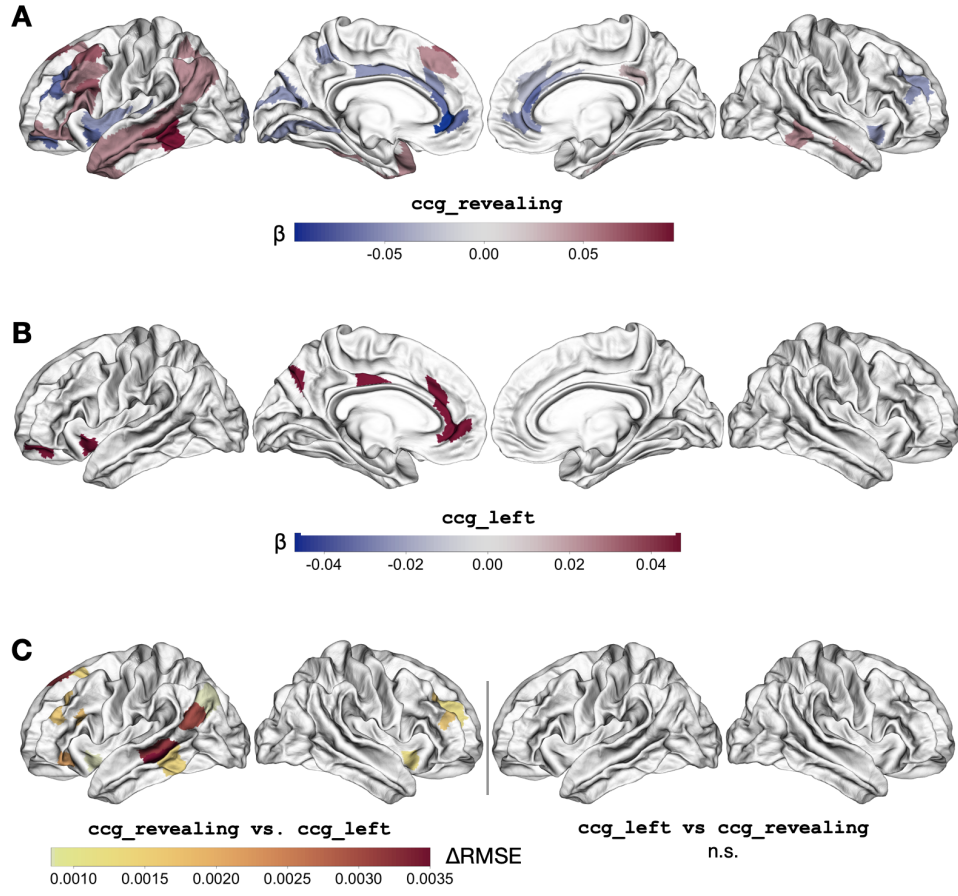 A
ccg_revealing
β
-0.05 0.00 0.05
B
ccg_left
β
-0.04 -0.02 0.00 0.02 0.04
C
ccg_revealing vs. ccg_left
ΔRMSE
0.0010 0.0015 0.0020 0.0025 0.0030 0.0035
ccg_left vs ccg_revealing
n.s.